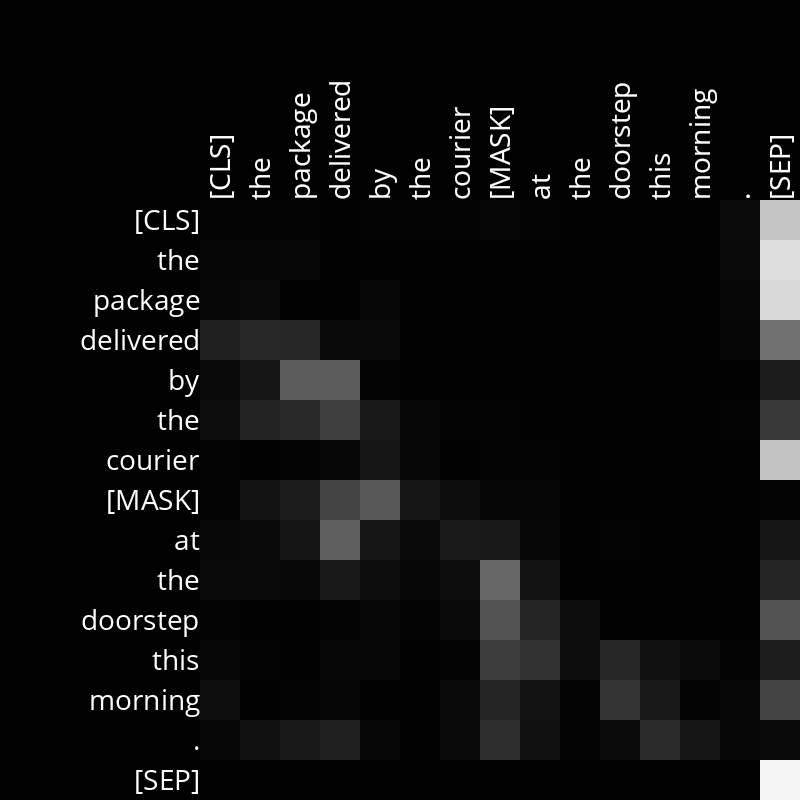 [CLS] the package delivered by the courier [MASK] at the doorstep this morning . [SEP]
[CLS]
the
package
delivered
by
the
courier
[MASK]
at
the
doorstep
this
morning
.
[SEP]